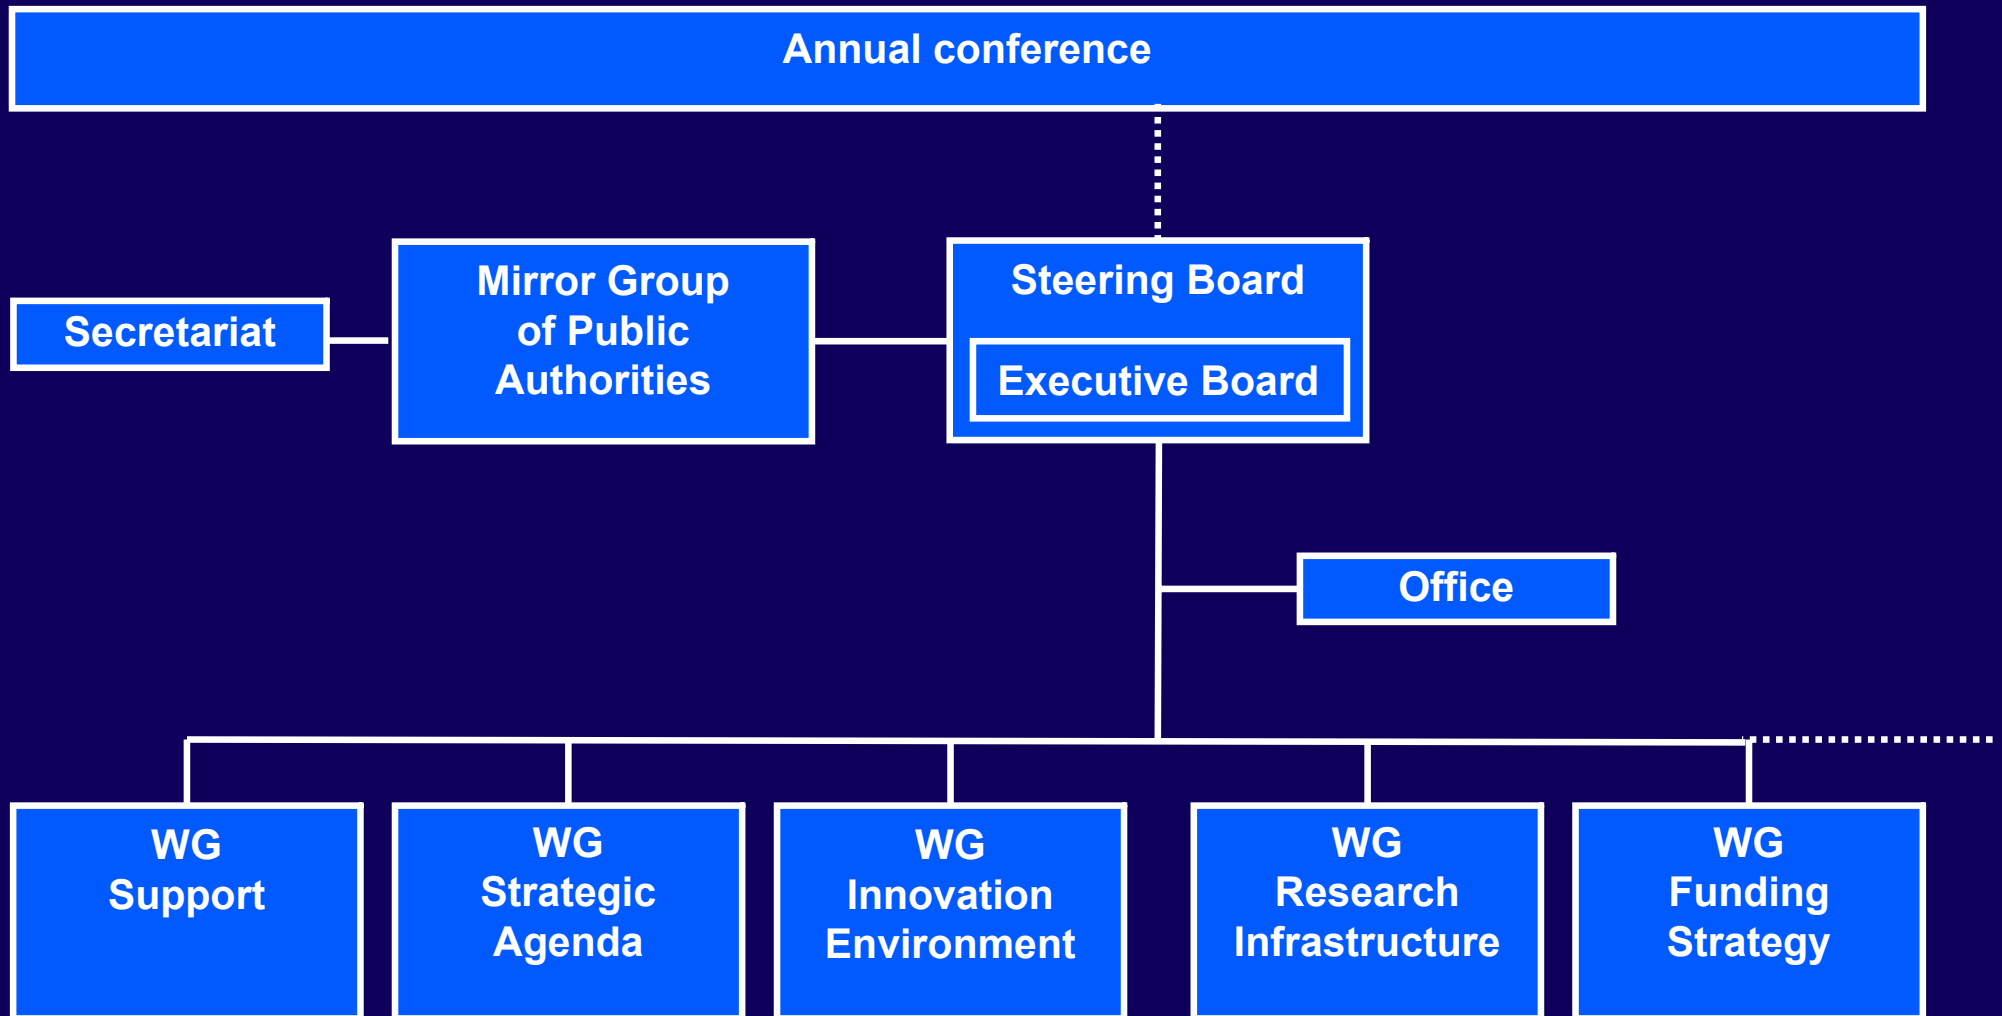 Annual conference
Secretariat
Mirror Group
of Public
Authorities
Steering Board
Executive Board
Office
WG
Support
WG
Strategic
Agenda
WG
Innovation
Environment
WG
Research
Infrastructure
WG
Funding
Strategy